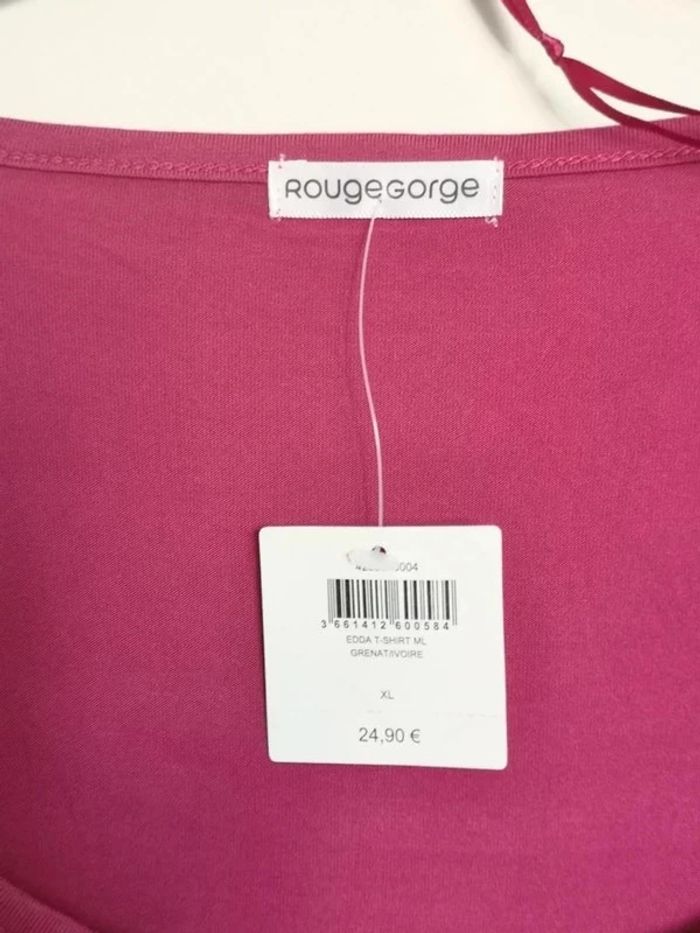 ROUGEGORGE
3 661412 600584
EDDA T-SHIRT ML
GRENAT/IVOIRE
XL
24,90 €